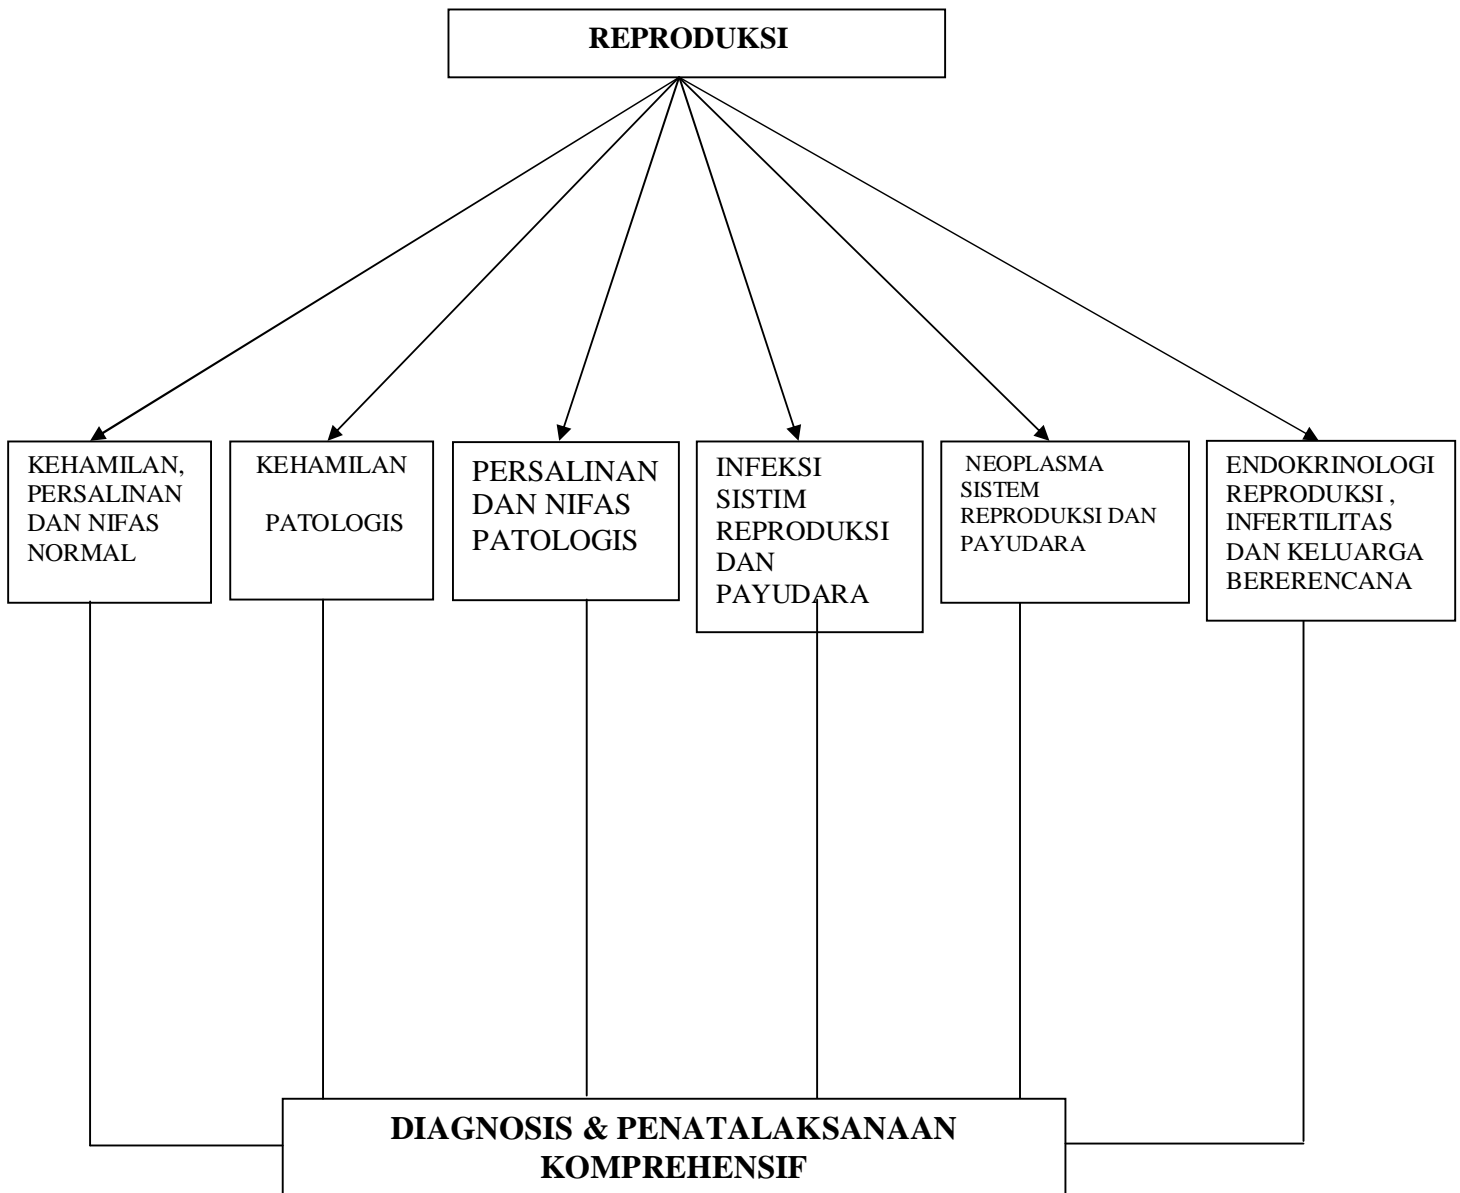 REPRODUKSI
KEHAMILAN,
PERSALINAN
DAN NIFAS
NORMAL
KEHAMILAN
PATOLOGIS
PERSALINAN
DAN NIFAS
PATOLOGIS
INFEKSI
SISTIM
REPRODUKSI
DAN
PAYUDARA
NEOPLASMA
SISTEM
REPRODUKSI DAN
PAYUDARA
ENDOKRINOLOGI
REPRODUKSI ,
INFERTILITAS
DAN KELUARGA
BERERENCANA
DIAGNOSIS & PENATALAKSANAAN
KOMPREHENSIF